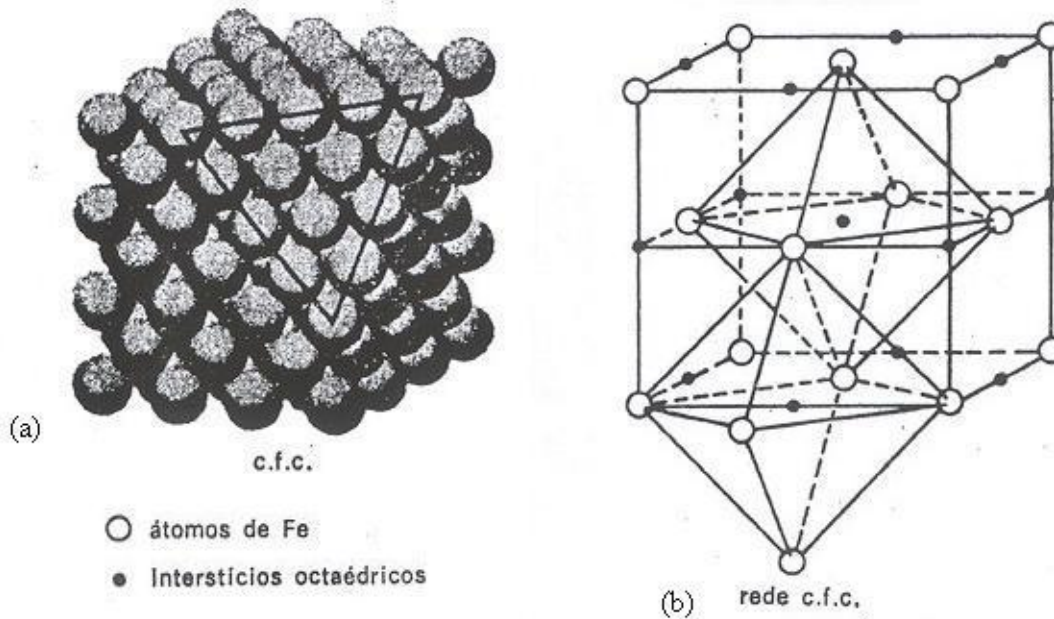 (a)
c.f.c.
átomos de Fe
Interstícios octaédricos
(b)
rede c.f.c.